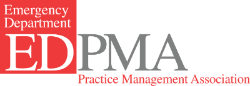 Emergency
Department
EDPMA
Practice Management Association